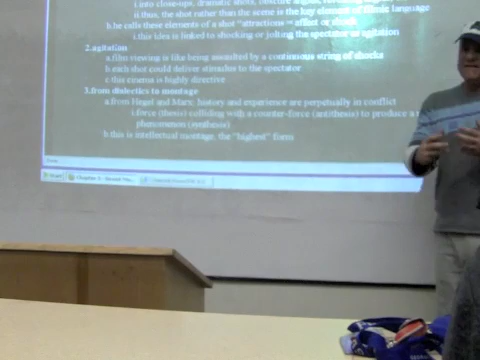 i.into close-ups, dramatic shots, obscure angles,
ii.thus, the shot rather than the scene is the key element of filmic language
b.he calls these elements of a shot "attractions" = affect or shock
i.this idea is linked to shocking or jolting the spectator = agitation
2.agitation
a.film viewing is like being assaulted by a continuous string of shocks
b.each shot could deliver stimulus to the spectator
c.this cinema is highly directive
3.from dialectics to montage
a.from Hegel and Marx: history and experience are perpetually in conflict
i.force (thesis) colliding with a counter-force (antithesis) to produce a
phenomenon (synthesis)
b.this is intellectual montage, the "highest" form
Start